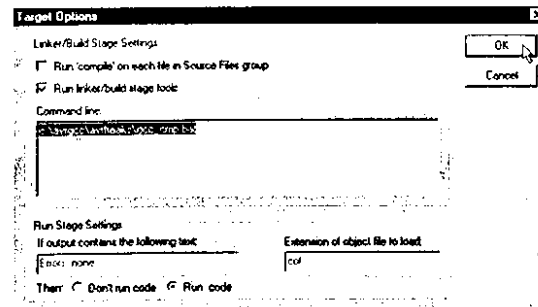 Target Options
Linker/Build Stage Settings
OK
Run 'compile' on each file in Source Files group
Cancel
Run linker/build stage tools
Command line:
Run Stage Settings
If output contains the following text:
Extension of object file to load:
Error: none
cof
Then: Don't run code Run code